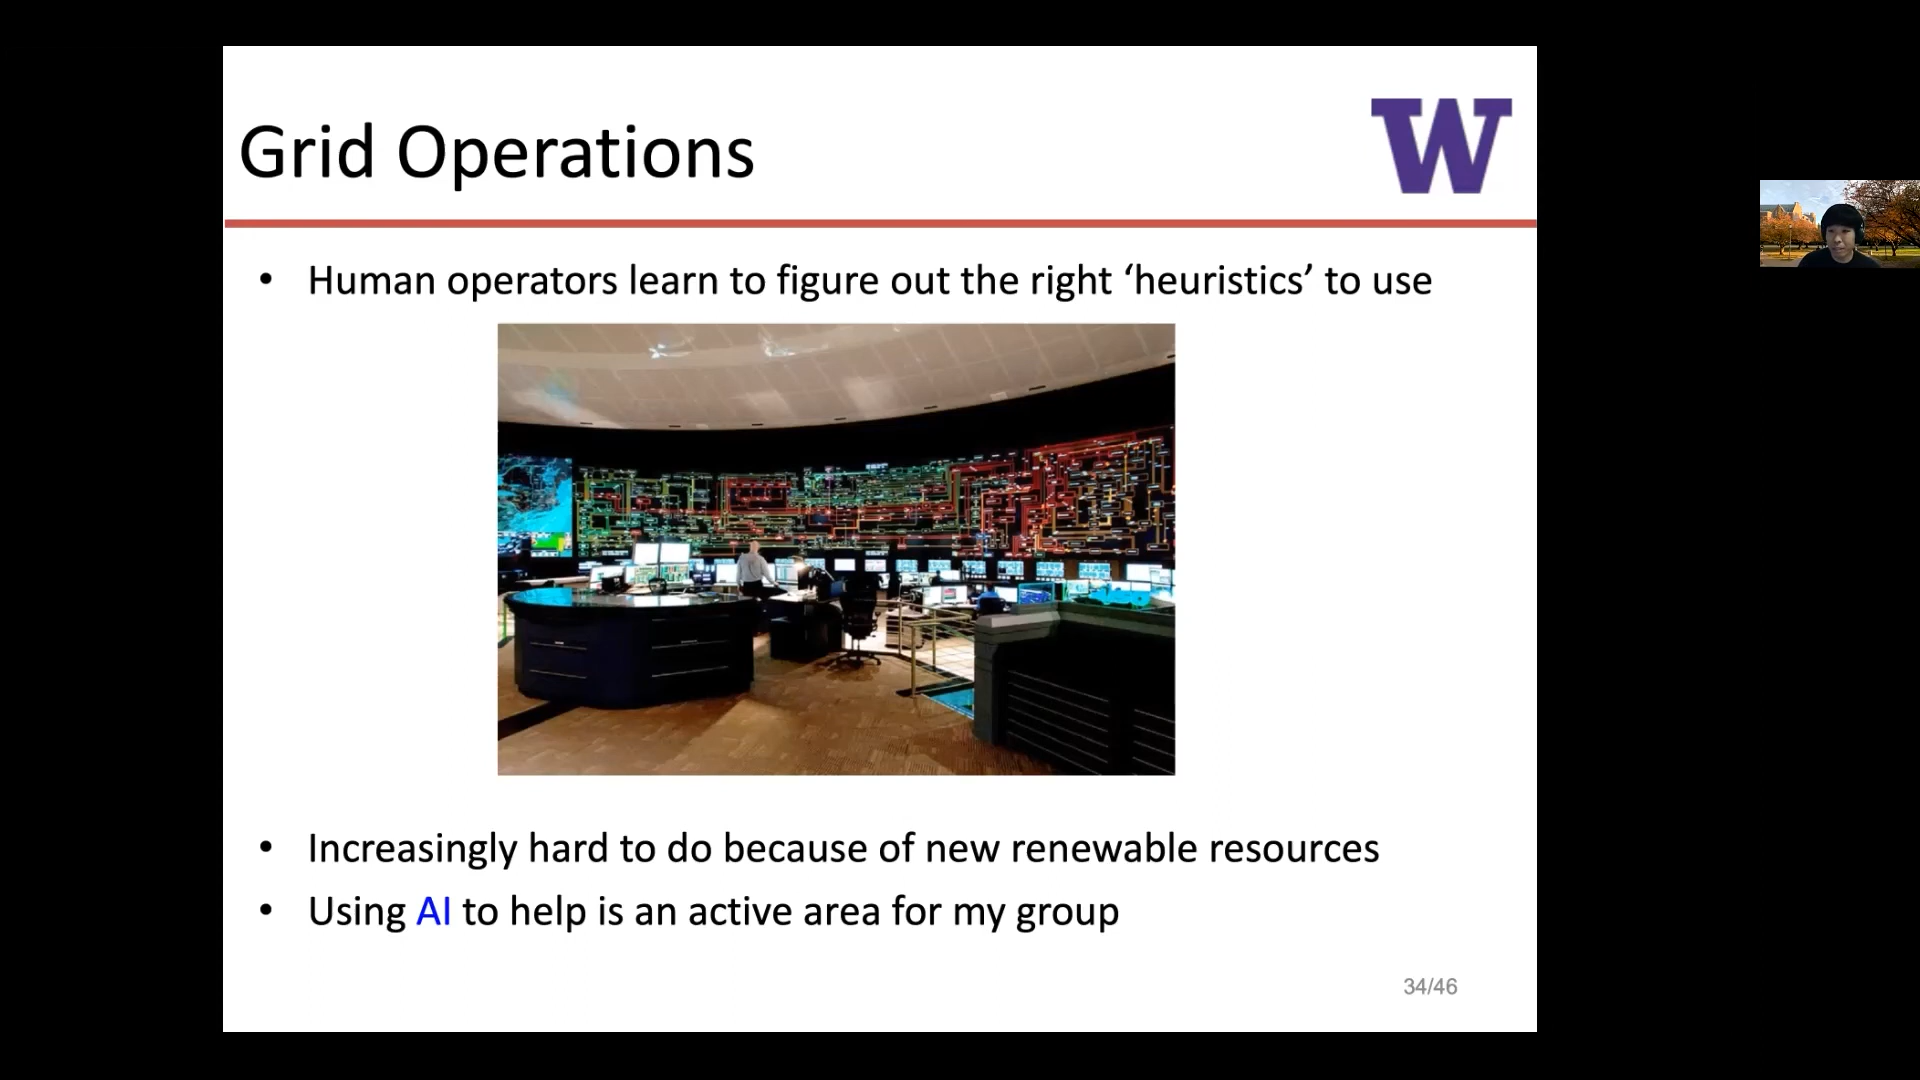 Grid Operations
W
• Human operators learn to figure out the right ‘heuristics’ to use
• Increasingly hard to do because of new renewable resources
• Using AI to help is an active area for my group
34/46